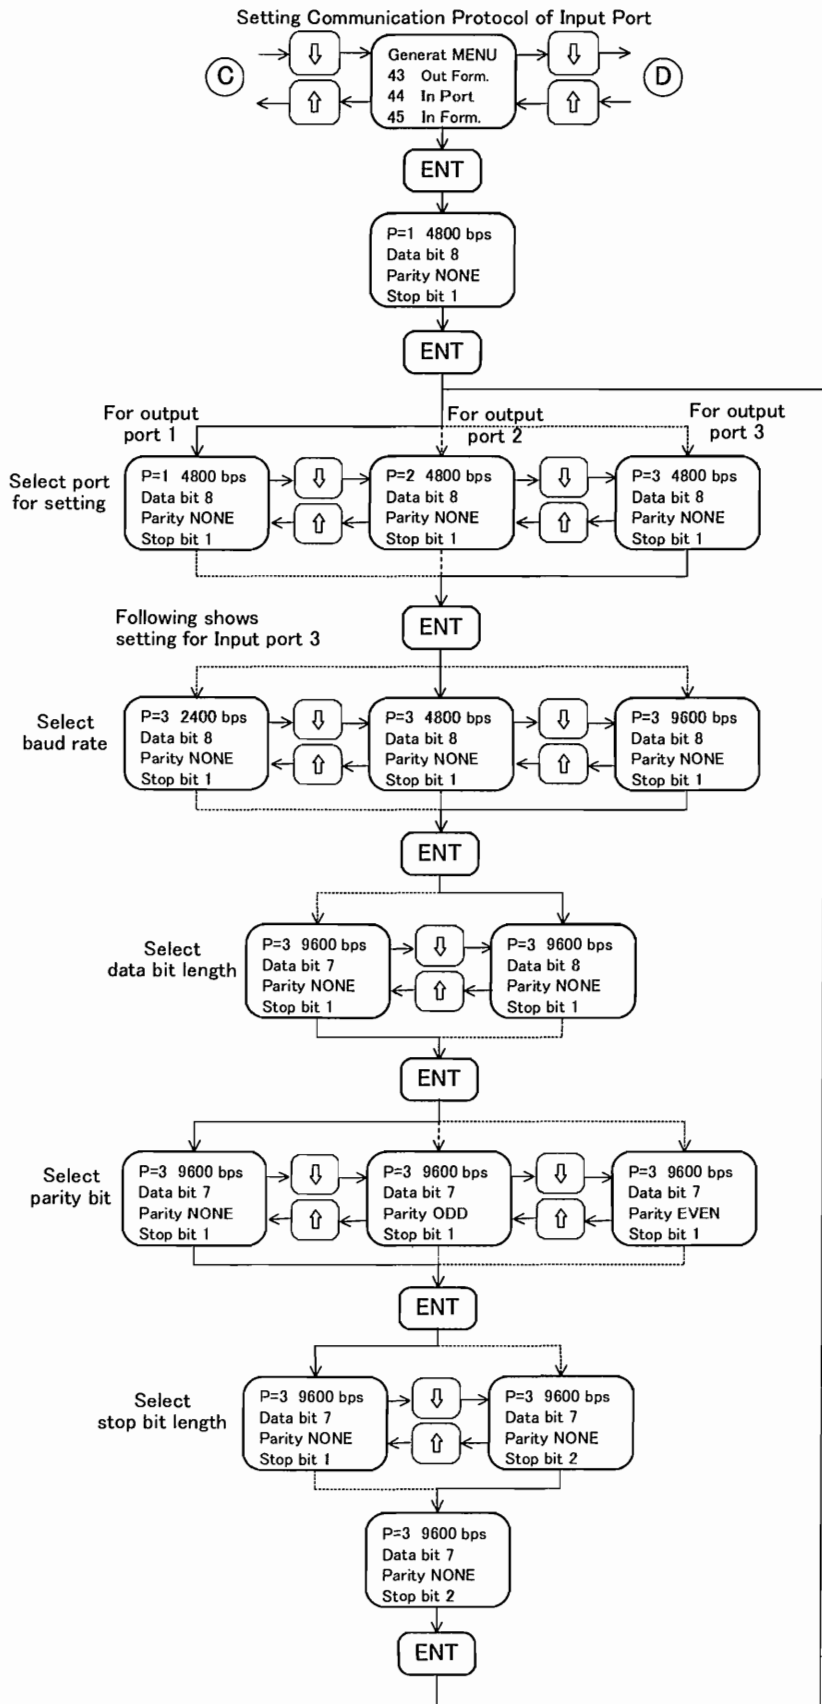 Setting Communication Protocol of Input Port
C
⇩
⇧
Generat MENU
43 Out Form.
44 In Port
45 In Form.
⇩
⇧
D
ENT
P=1 4800 bps
Data bit 8
Parity NONE
Stop bit 1
ENT
For output
port 1
For output
port 2
For output
port 3
Select port
for setting
P=1 4800 bps
Data bit 8
Parity NONE
Stop bit 1
⇩
⇧
P=2 4800 bps
Data bit 8
Parity NONE
Stop bit 1
⇩
⇧
P=3 4800 bps
Data bit 8
Parity NONE
Stop bit 1
Following shows
setting for Input port 3
ENT
Select
baud rate
P=3 2400 bps
Data bit 8
Parity NONE
Stop bit 1
⇩
⇧
P=3 4800 bps
Data bit 8
Parity NONE
Stop bit 1
⇩
⇧
P=3 9600 bps
Data bit 8
Parity NONE
Stop bit 1
ENT
Select
data bit length
P=3 9600 bps
Data bit 7
Parity NONE
Stop bit 1
⇩
⇧
P=3 9600 bps
Data bit 8
Parity NONE
Stop bit 1
ENT
Select
parity bit
P=3 9600 bps
Data bit 7
Parity NONE
Stop bit 1
⇩
⇧
P=3 9600 bps
Data bit 7
Parity ODD
Stop bit 1
⇩
⇧
P=3 9600 bps
Data bit 7
Parity EVEN
Stop bit 1
ENT
Select
stop bit length
P=3 9600 bps
Data bit 7
Parity NONE
Stop bit 1
⇩
⇧
P=3 9600 bps
Data bit 7
Parity NONE
Stop bit 2
P=3 9600 bps
Data bit 7
Parity NONE
Stop bit 2
ENT